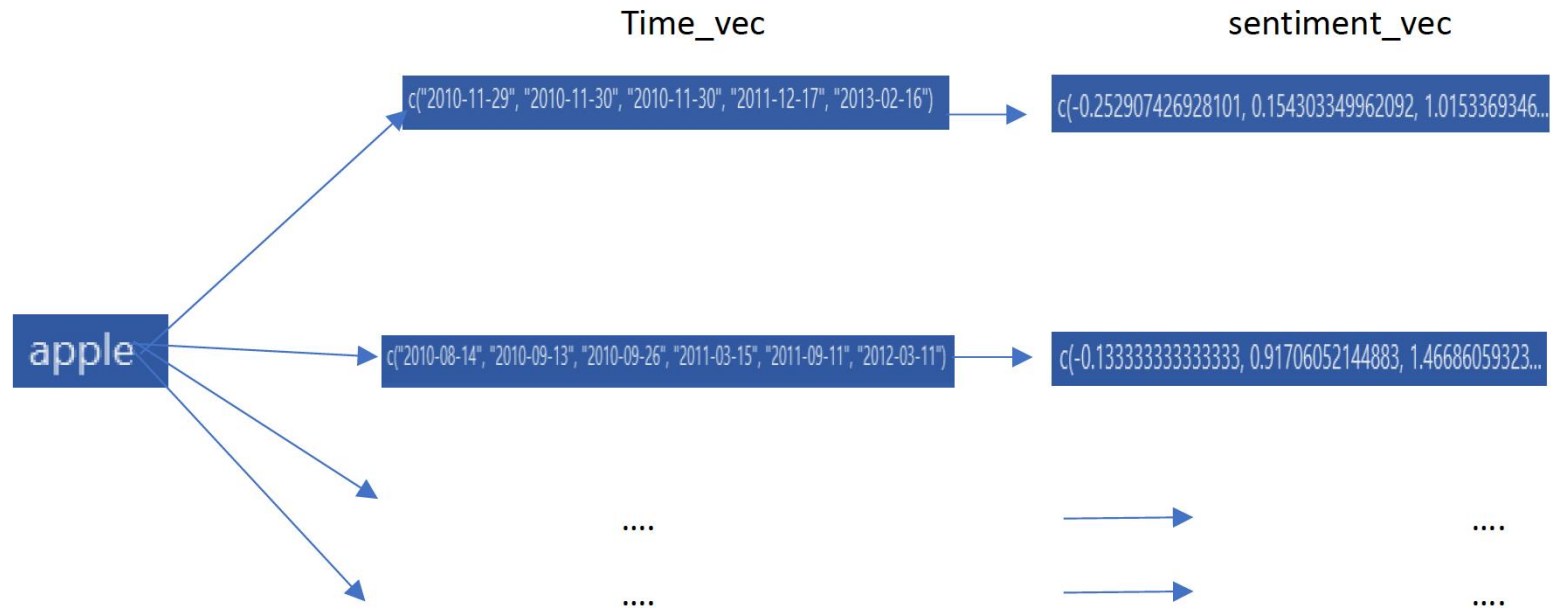 Time_vec
sentiment_vec
c("2010-11-29", "2010-11-30", "2010-11-30", "2011-12-17", "2013-02-16")
c(-0.252907426928101, 0.154303349962092, 1.0153369346...
apple
c("2010-08-14", "2010-09-13", "2010-09-26", "2011-03-15", "2011-09-11", "2012-03-11")
c(-0.133333333333333, 0.91706052144883, 1.46686059323...
....
....
....
....